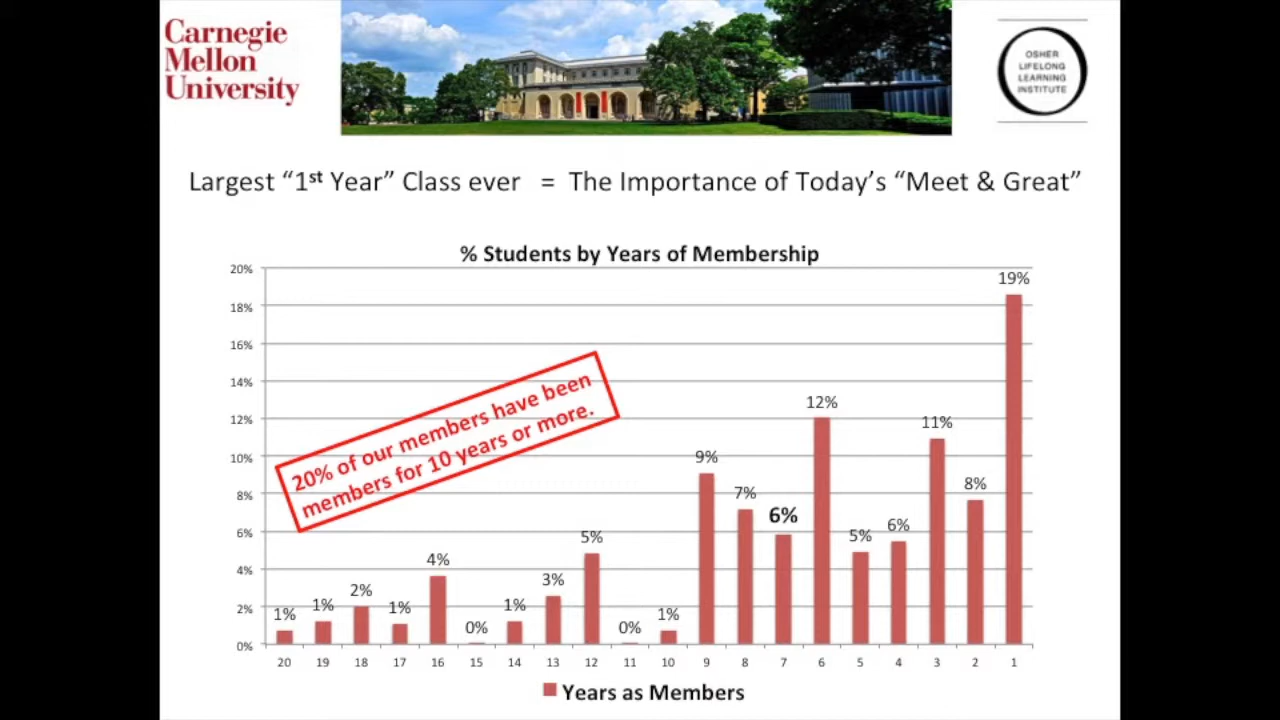 Carnegie
Mellon
University
OSHER
LIFELONG
LEARNING
INSTITUTE
Largest “1st Year” Class ever = The Importance of Today’s “Meet & Great”
% Students by Years of Membership
20%
18%
16%
14%
12%
10%
8%
6%
4%
2%
0%
20% of our members have been
members for 10 years or more.
1%
1%
2%
1%
4%
0%
1%
3%
5%
0%
1%
9%
7%
6%
12%
5%
6%
11%
8%
19%
20 19 18 17 16 15 14 13 12 11 10 9 8 7 6 5 4 3 2 1
Years as Members